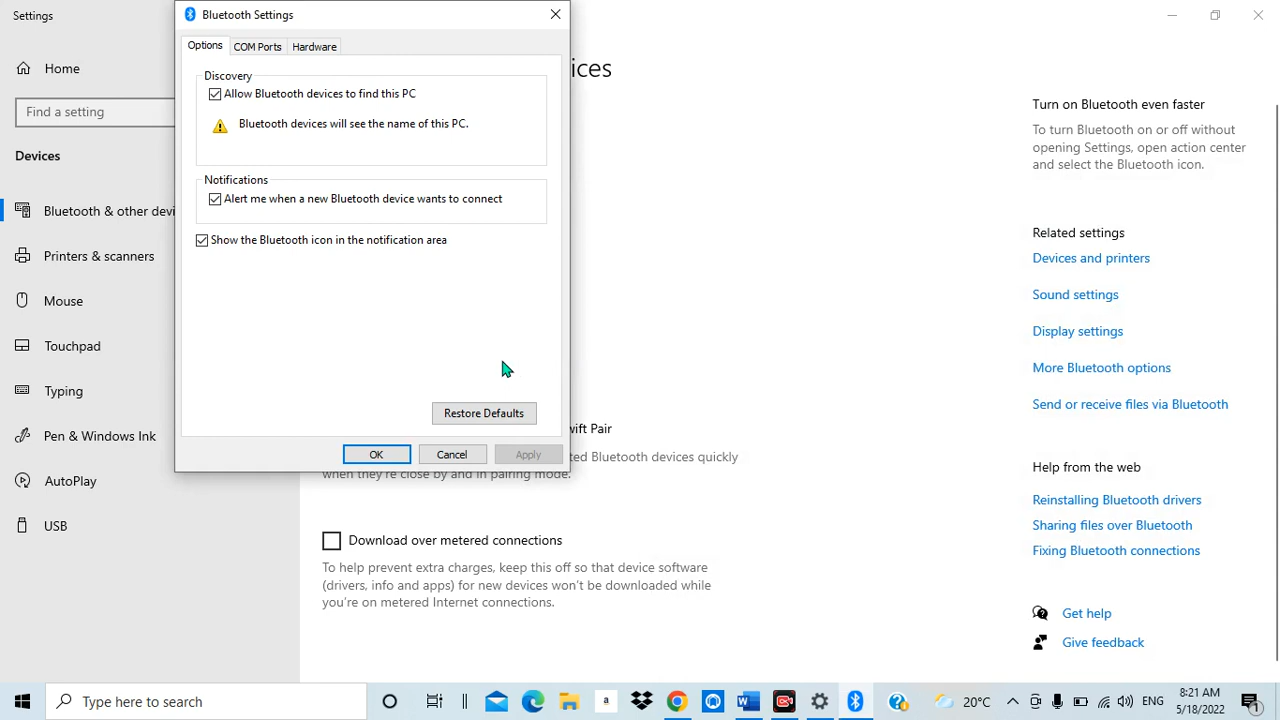 Settings
Home
Find a setting
Devices
Bluetooth & other devi
Printers & scanners
Mouse
Touchpad
Typing
Pen & Windows Ink
AutoPlay
USB
Bluetooth Settings
Options
COM Ports
Hardware
Discovery
Allow Bluetooth devices to find this PC
Bluetooth devices will see the name of this PC.
Notifications
Alert me when a new Bluetooth device wants to connect
Show the Bluetooth icon in the notification area
Restore Defaults
OK
Cancel
Apply
ices
wift Pair
ted Bluetooth devices quickly
when they're close by and in pairing mode.
Download over metered connections
To help prevent extra charges, keep this off so that device software
(drivers, info and apps) for new devices won't be downloaded while
you're on metered Internet connections.
Turn on Bluetooth even faster
To turn Bluetooth on or off without
opening Settings, open action center
and select the Bluetooth icon.
Related settings
Devices and printers
Sound settings
Display settings
More Bluetooth options
Send or receive files via Bluetooth
Help from the web
Reinstalling Bluetooth drivers
Sharing files over Bluetooth
Fixing Bluetooth connections
Get help
Give feedback
Type here to search
20°C
ENG
8:21 AM
5/18/2022